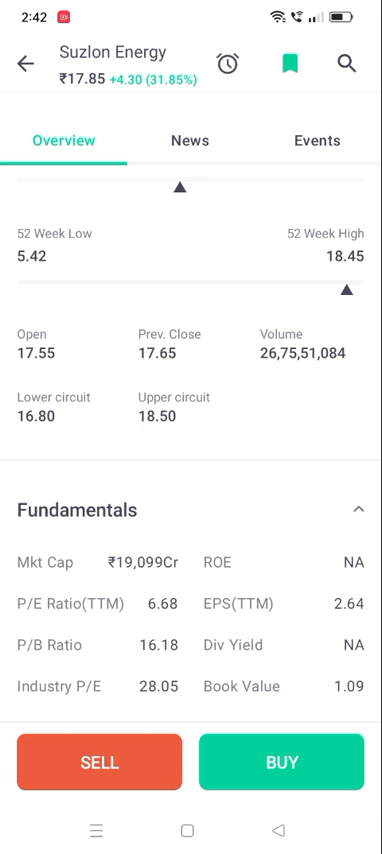 2:42
Suzlon Energy
₹17.85 +4.30 (31.85%)
Overview News Events
52 Week Low 52 Week High
5.42 18.45
Open Prev. Close Volume
17.55 17.65 26,75,51,084
Lower circuit Upper circuit
16.80 18.50
Fundamentals
Mkt Cap ₹19,099Cr ROE NA
P/E Ratio(TTM) 6.68 EPS(TTM) 2.64
P/B Ratio 16.18 Div Yield NA
Industry P/E 28.05 Book Value 1.09
SELL BUY